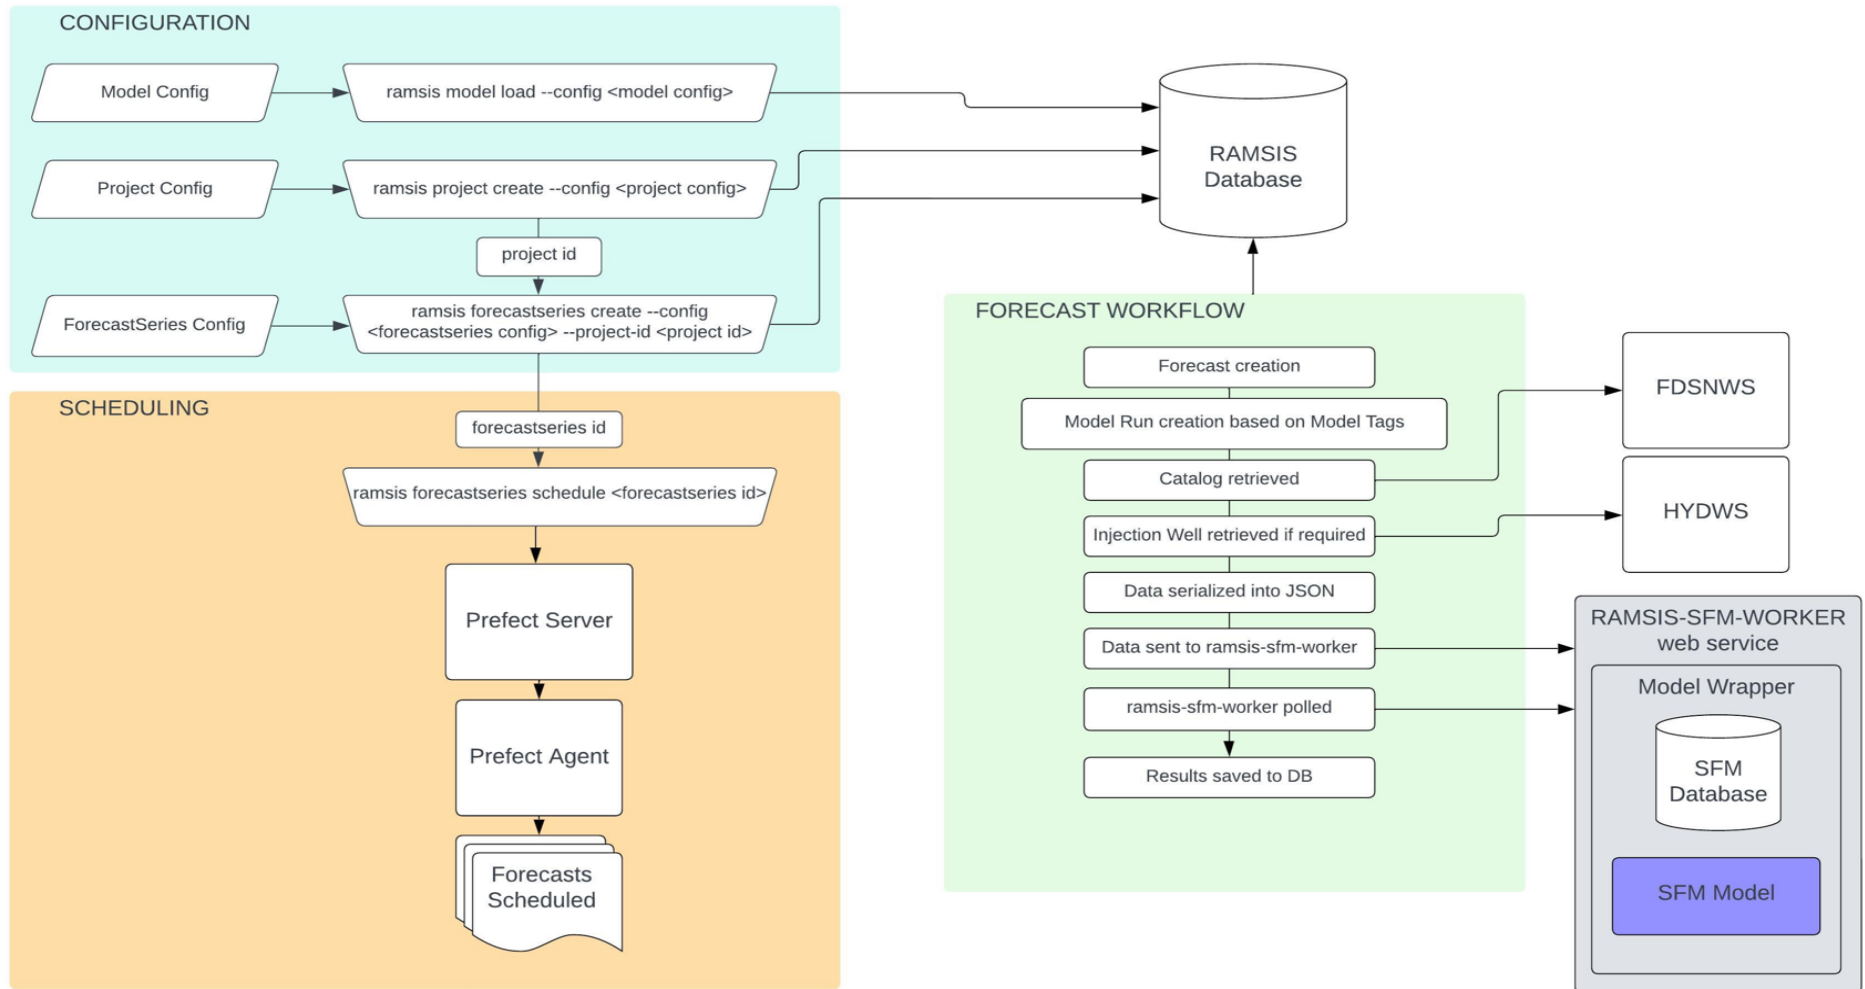 CONFIGURATION
Model Config
ramsis model load --config <model config>
Project Config
ramsis project create --config <project config>
project id
ForecastSeries Config
ramsis forecastseries create --config
<forecastseries config> --project-id <project id>
SCHEDULING
forecastseries id
ramsis forecastseries schedule <forecastseries id>
Prefect Server
Prefect Agent
Forecasts
Scheduled
RAMSIS
Database
FORECAST WORKFLOW
Forecast creation
Model Run creation based on Model Tags
Catalog retrieved
Injection Well retrieved if required
Data serialized into JSON
Data sent to ramsis-sfm-worker
ramsis-sfm-worker polled
Results saved to DB
FDSNWS
HYDWS
RAMSIS-SFM-WORKER
web service
Model Wrapper
SFM
Database
SFM Model